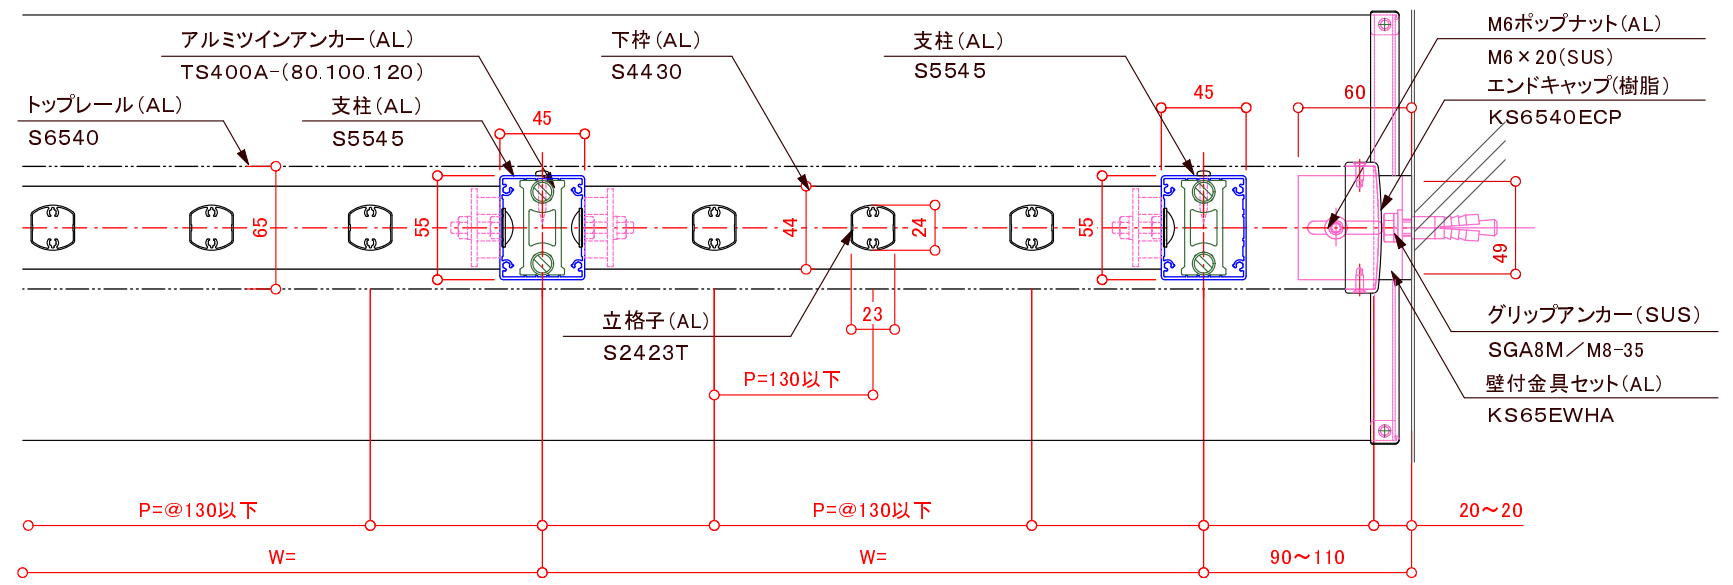 アルミツインアンカー(AL)
TS400A-(80.100.120)
下枠(AL)
S4430
支柱(AL)
S5545
M6ポップナット(AL)
M6×20(SUS)
エンドキャップ(樹脂)
KS6540ECP
トップレール(AL)
S6540
支柱(AL)
S5545
45
45
60
65
55
44
24
55
49
23
立格子(AL)
S2423T
P=130以下
グリップアンカー(SUS)
SGA8M／M8-35
壁付金具セット(AL)
KS65EWHA
P=@130以下
P=@130以下
20～20
W=
W=
90～110